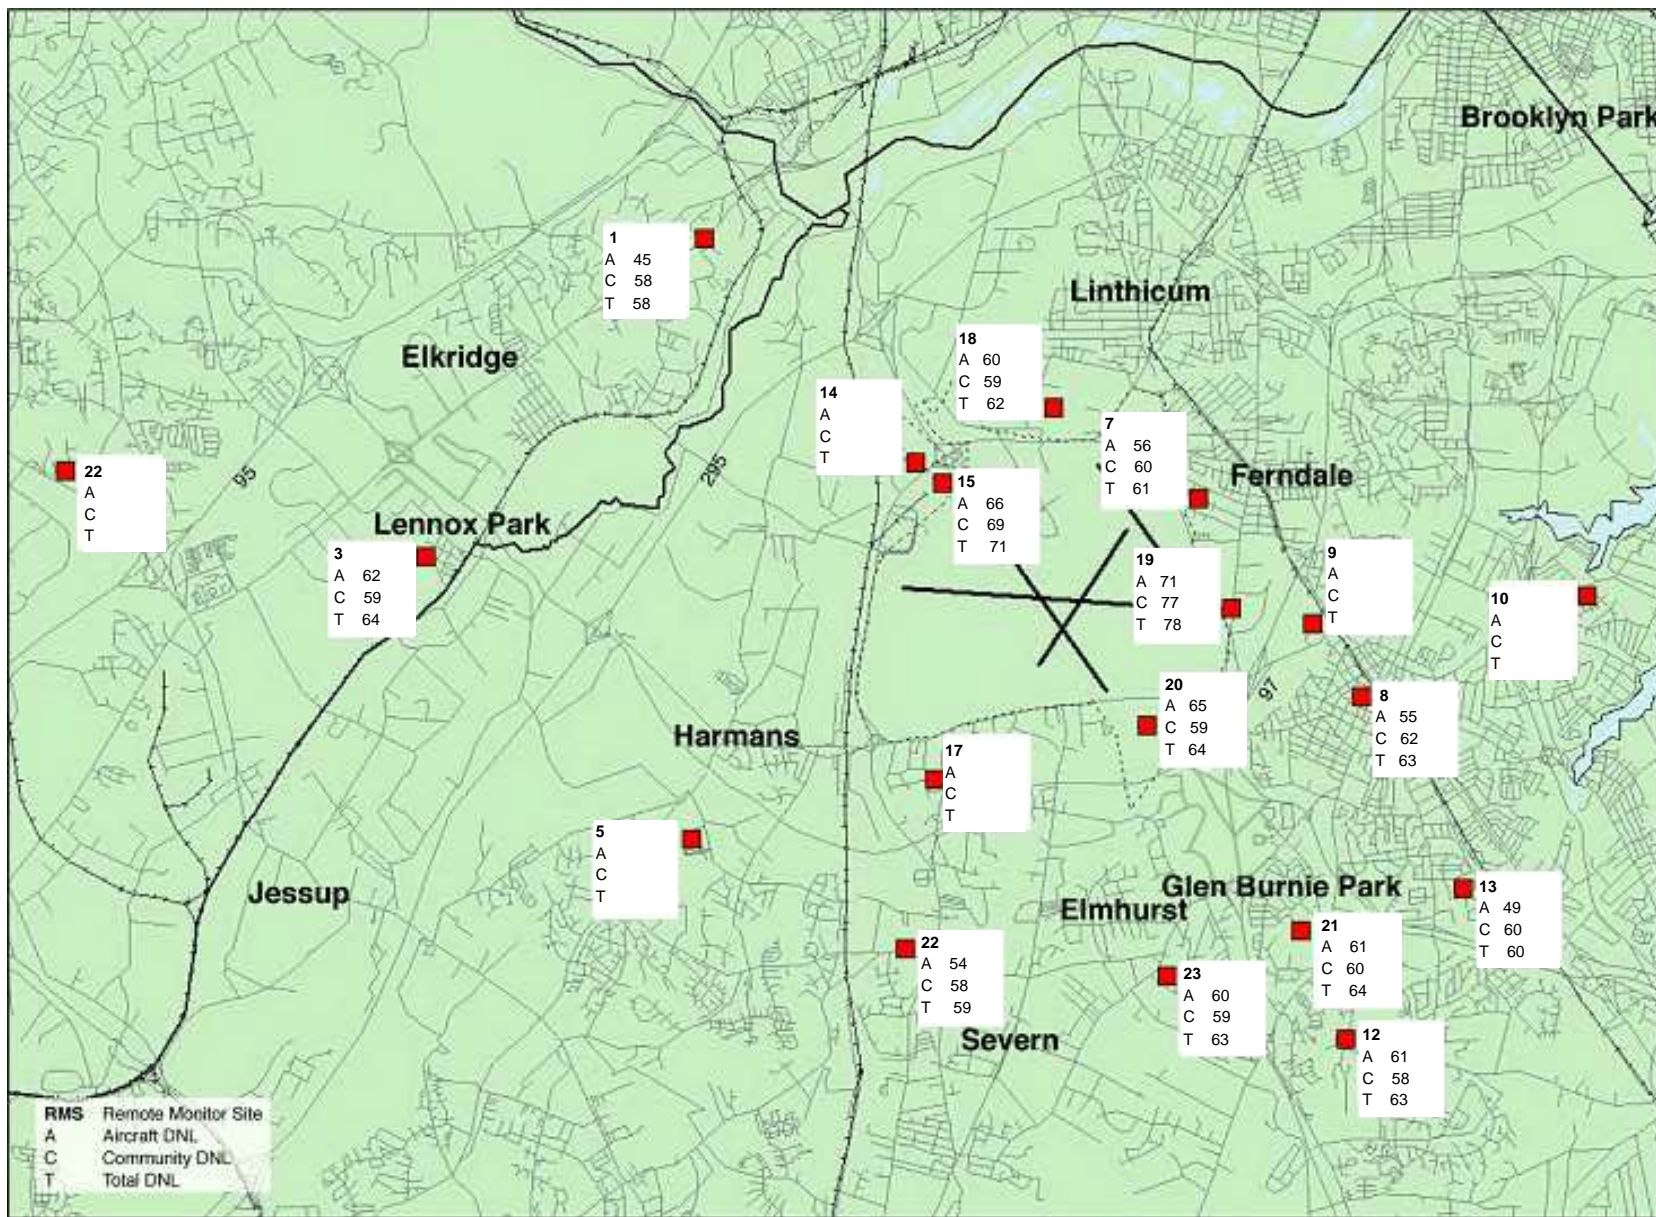 Brooklyn Park
1
A 45
C 58
T 58
Linthicum
Elkridge
18
A 60
C 59
T 62
14
A
C
T
7
A 56
C 60
T 61
22
A
C
T
95
295
15
A 66
C 69
T 71
Ferndale
Lennox Park
3
A 62
C 59
T 64
19
A 71
C 77
T 78
9
A
C
T
10
A
C
T
20
A 65
C 59
T 64
97
8
A 55
C 62
T 63
Harmans
17
A
C
T
5
A
C
T
Jessup
Glen Burnie Park
Elmhurst
13
A 49
C 60
T 60
21
A 61
C 60
T 64
22
A 54
C 58
T 59
23
A 60
C 59
T 63
Severn
12
A 61
C 58
T 63
RMS Remote Monitor Site
A Aircraft DNL
C Community DNL
T Total DNL